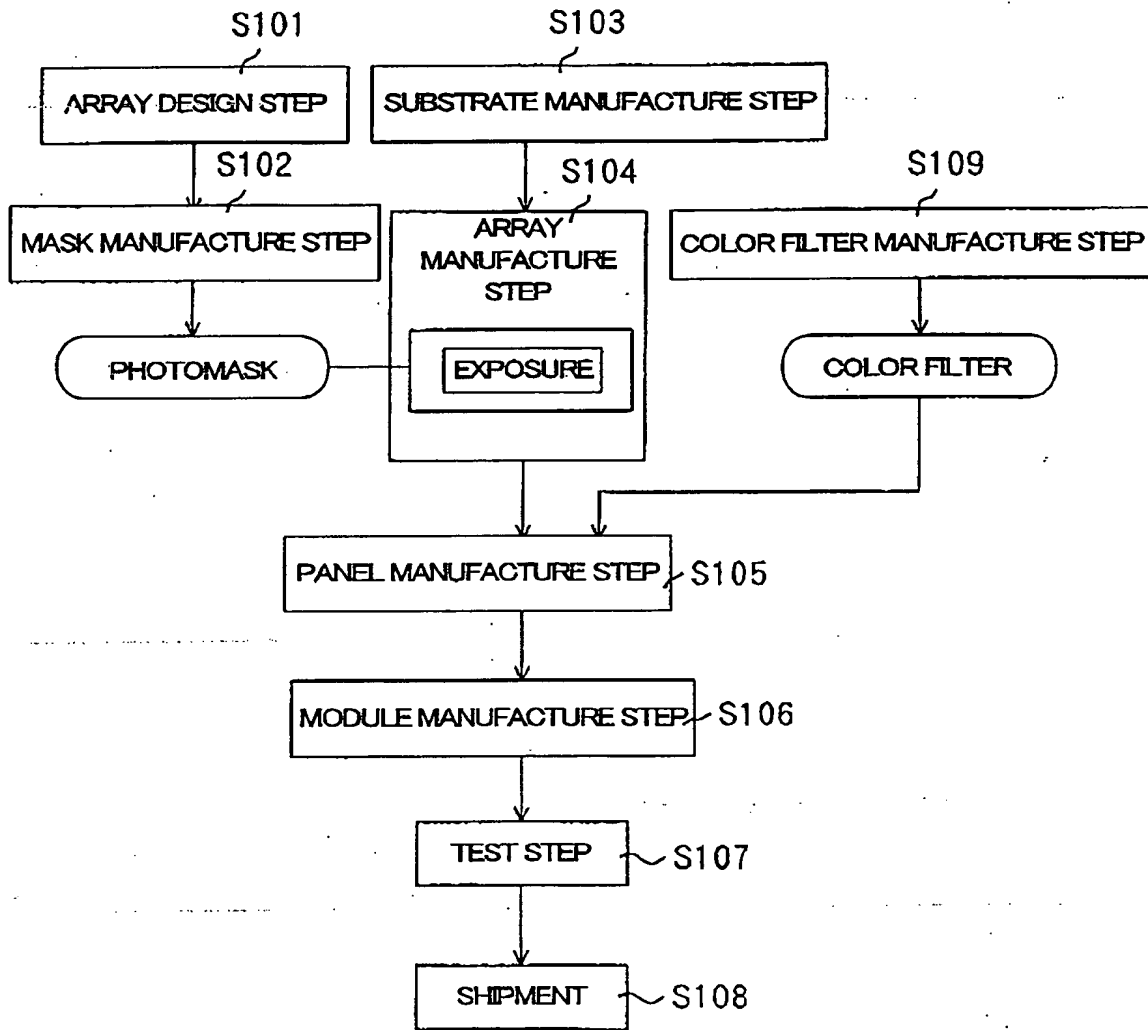 S101
ARRAY DESIGN STEP
S103
SUBSTRATE MANUFACTURE STEP
S102
MASK MANUFACTURE STEP
S104
ARRAY
MANUFACTURE
STEP
S109
COLOR FILTER MANUFACTURE STEP
PHOTOMASK
EXPOSURE
COLOR FILTER
PANEL MANUFACTURE STEP
S105
MODULE MANUFACTURE STEP
S106
TEST STEP
S107
SHIPMENT
S108